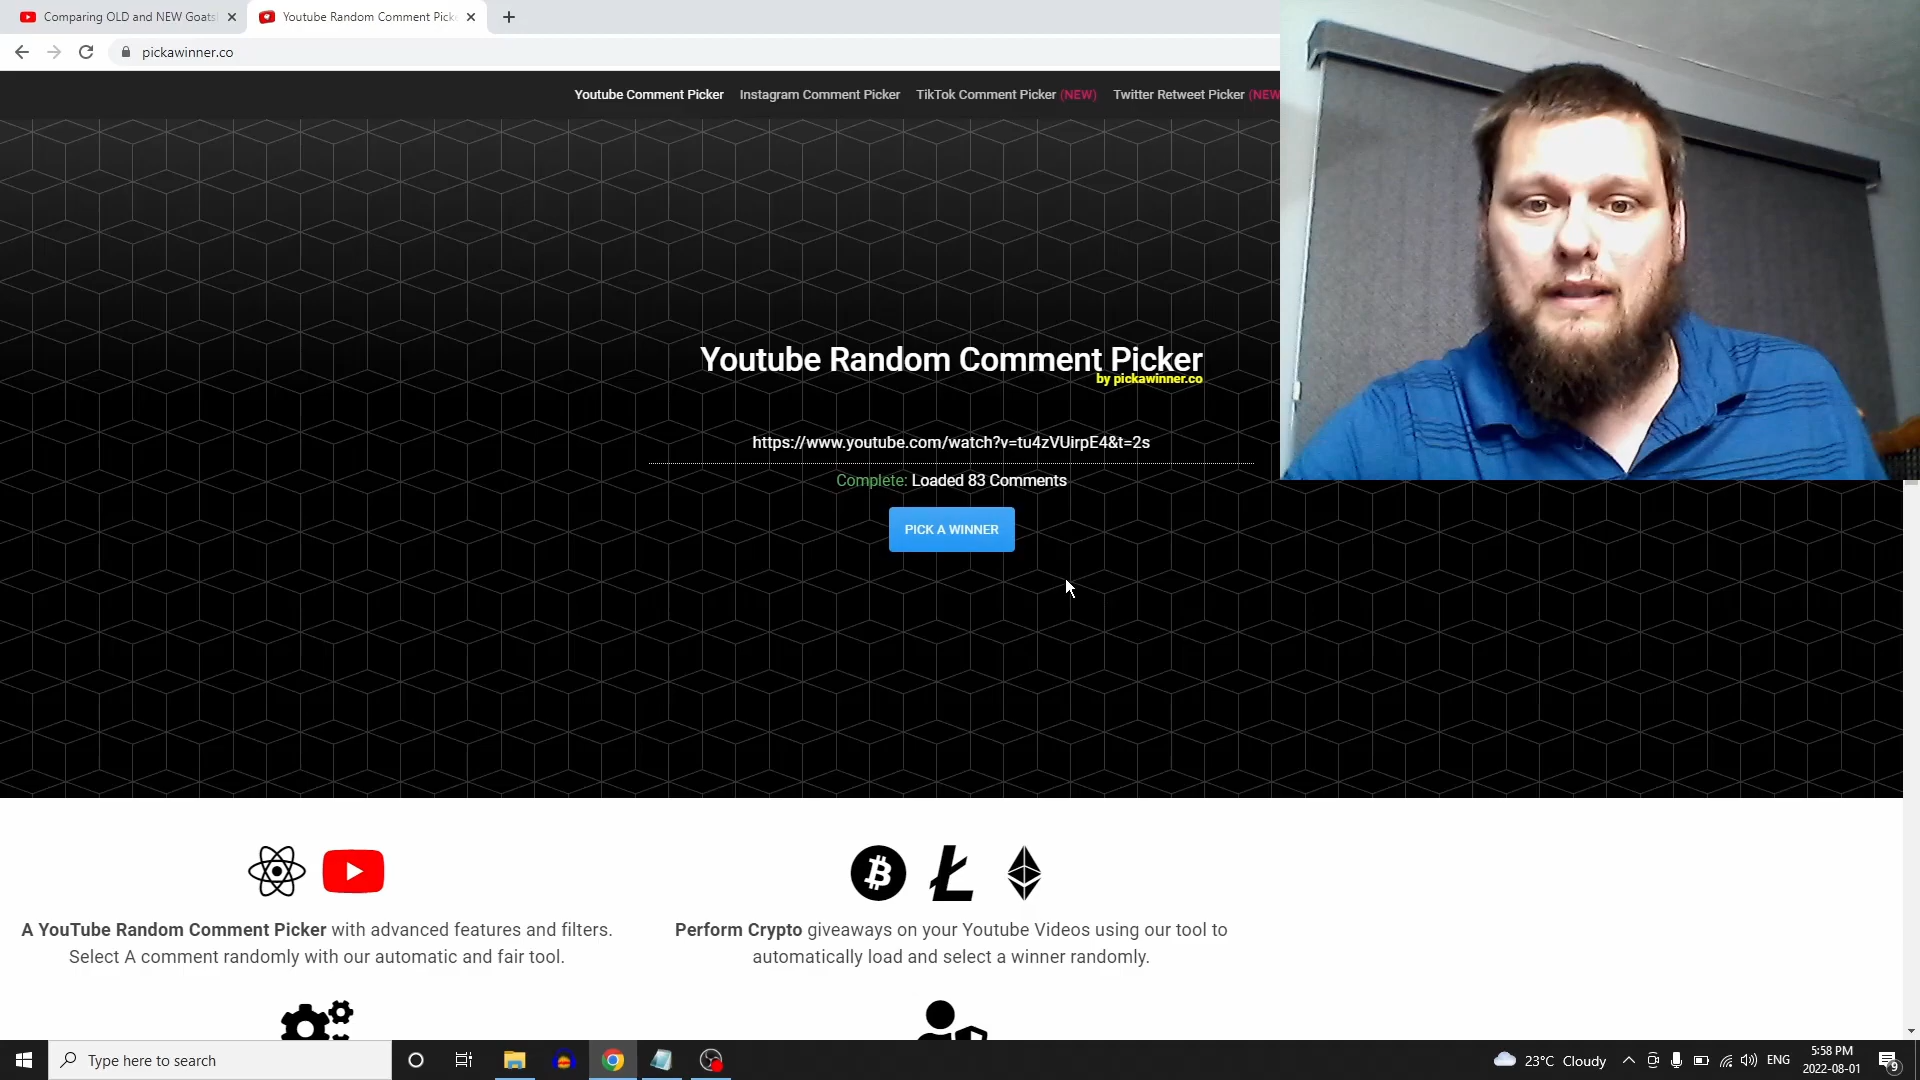 Comparing OLD and NEW Goats
Youtube Random Comment Picke
pickawinner.co
Youtube Comment Picker Instagram Comment Picker TikTok Comment Picker (NEW) Twitter Retweet Picker (NEW
Youtube Random Comment Picker
by pickawinner.co
https://www.youtube.com/watch?v=tu4zVUirpE4&t=2s
Complete: Loaded 83 Comments
PICK A WINNER
A YouTube Random Comment Picker with advanced features and filters.
Select A comment randomly with our automatic and fair tool.
Perform Crypto giveaways on your Youtube Videos using our tool to
automatically load and select a winner randomly.
Type here to search
23°C Cloudy
ENG
5:58 PM
2022-08-01
9